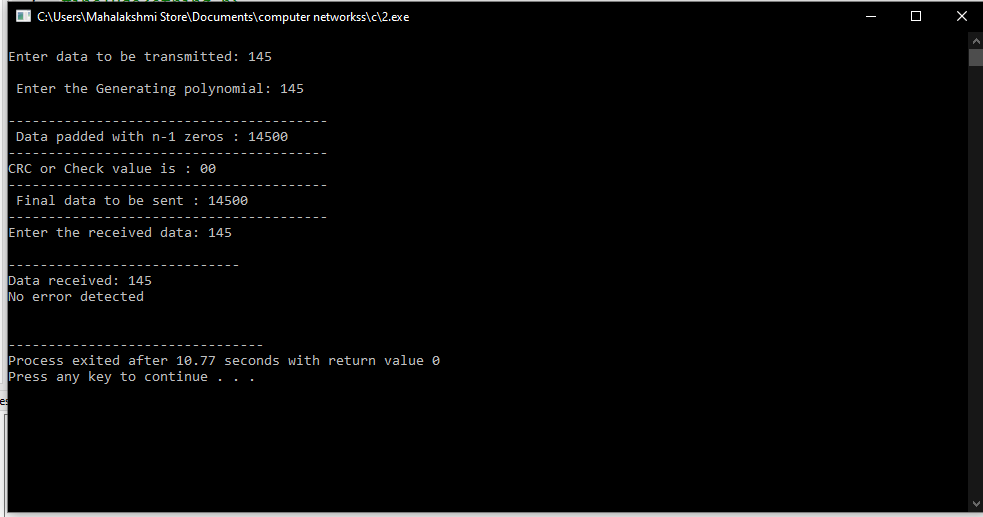 C:\Users\Mahalakshmi Store\Documents\computer networkss\c\2.exe
Enter data to be transmitted: 145
Enter the Generating polynomial: 145
----------------------------------------
Data padded with n-1 zeros : 14500
----------------------------------------
CRC or Check value is : 00
----------------------------------------
Final data to be sent : 14500
----------------------------------------
Enter the received data: 145
-----------------------------
Data received: 145
No error detected
--------------------------------
Process exited after 10.77 seconds with return value 0
Press any key to continue . . .